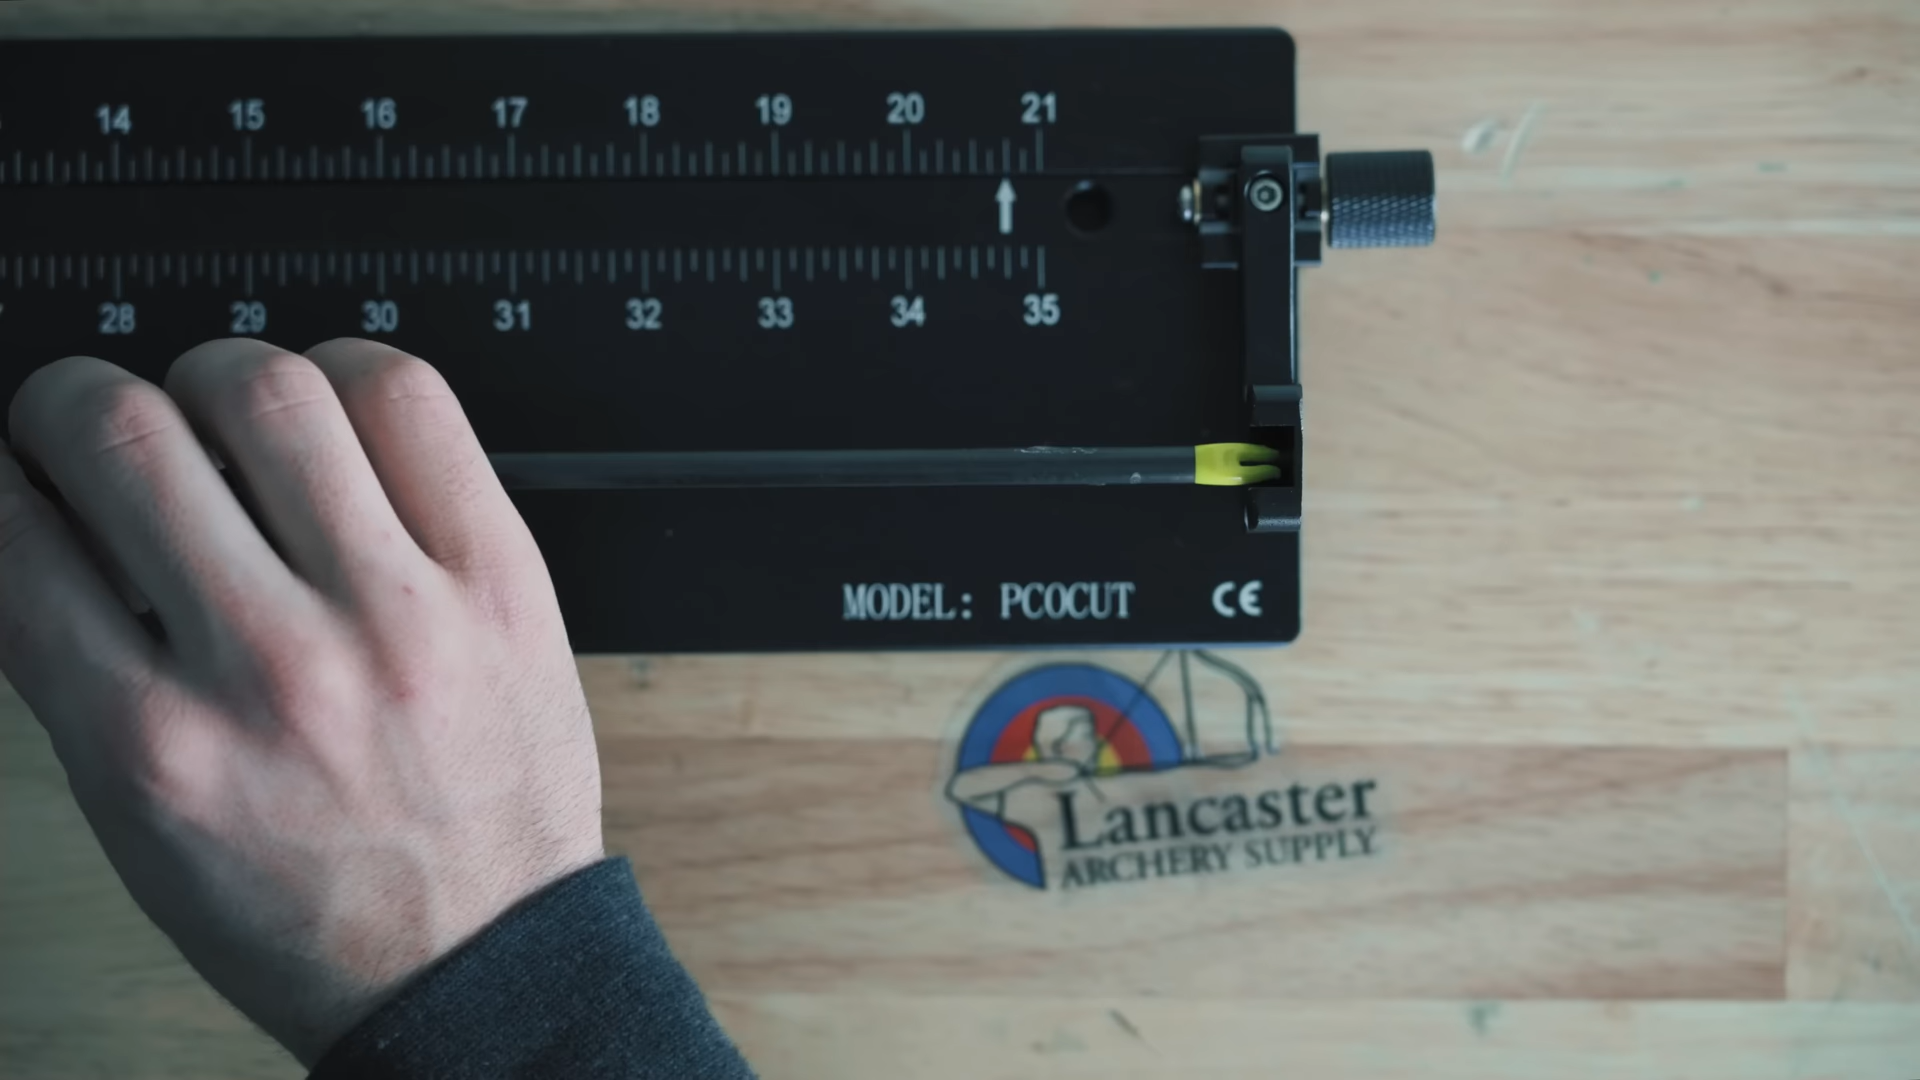 14 15 16 17 18 19 20 21
28 29 30 31 32 33 34 35
MODEL: PCOCUT CE
Lancaster
ARCHERY SUPPLY